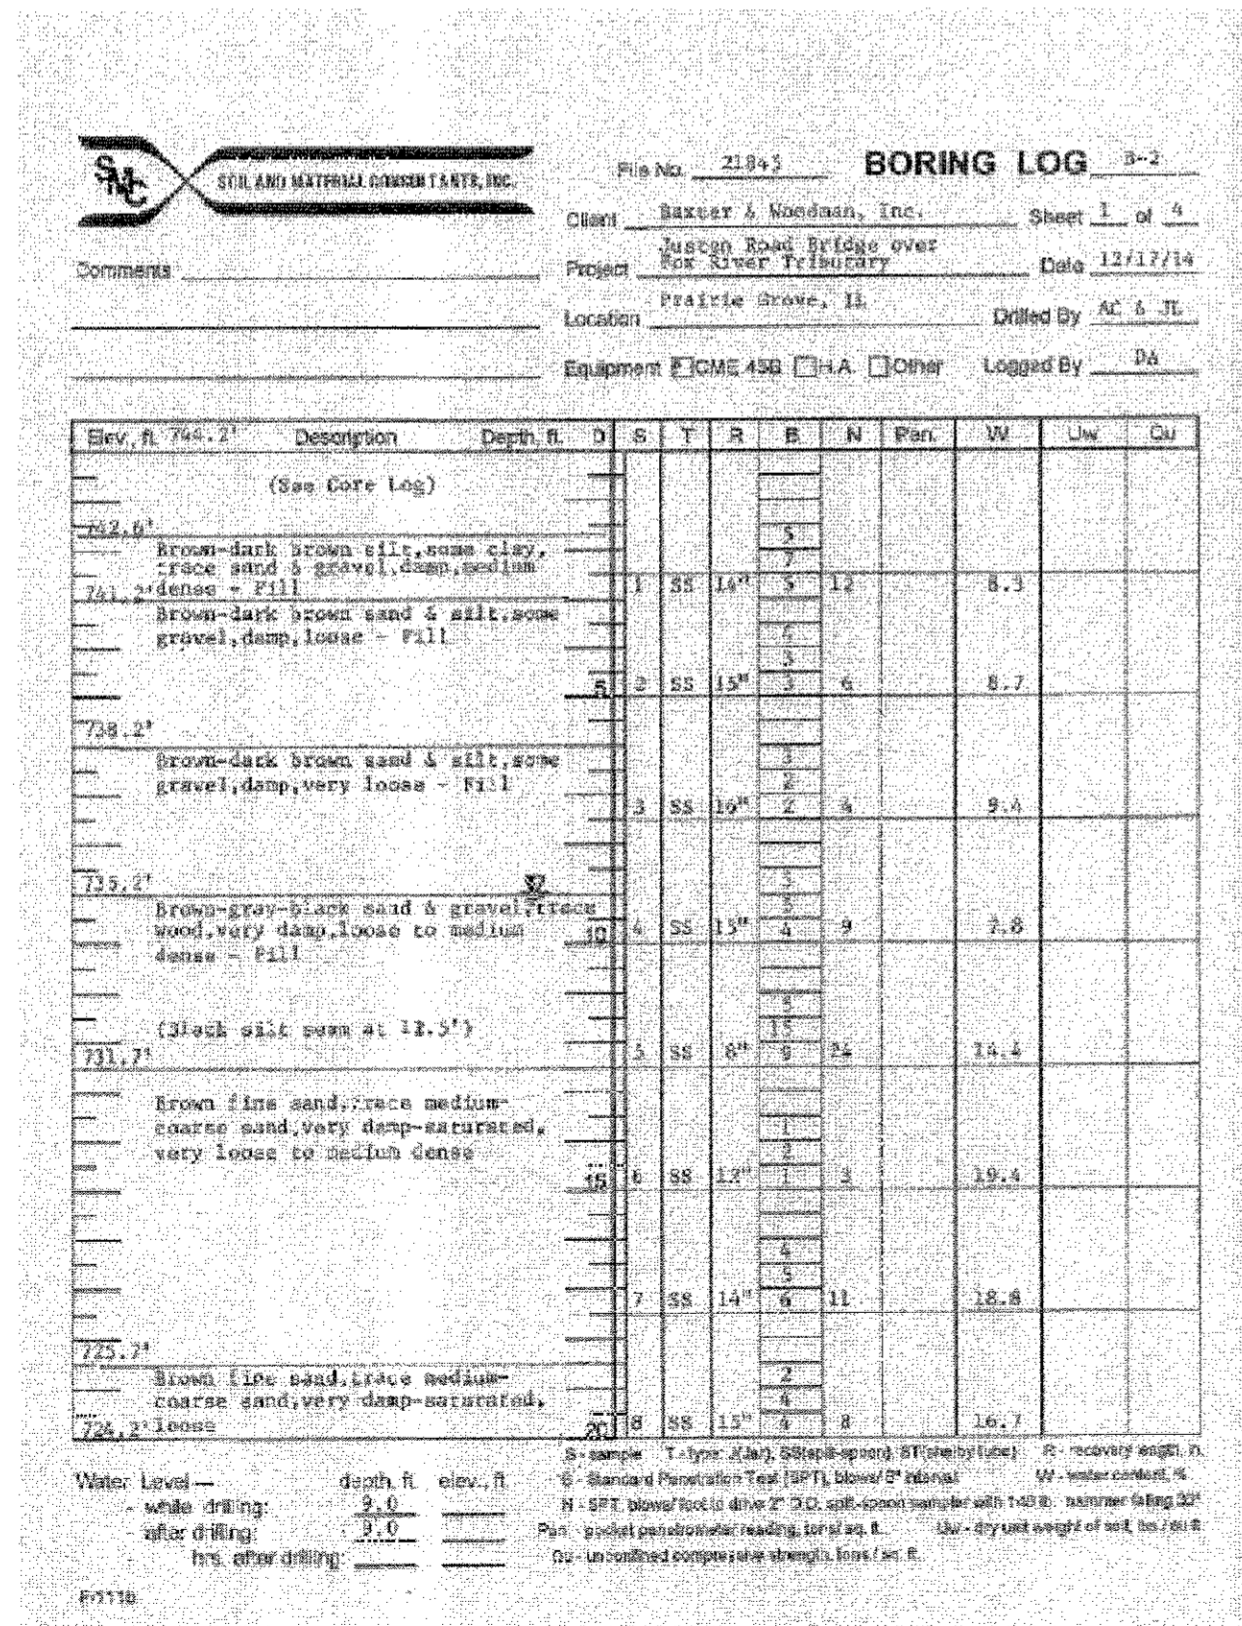 SMC
SOIL AND MATERIAL CONSULTANTS, INC.
File No. 21845 BORING LOG B-2
Client Baxter & Woodman, Inc. Sheet 1 of 4
Comments Project Justen Road Bridge over
Fox River Tributary Date 12/17/14
Location Prairie Grove, IL Drilled By AC & JL
Equipment CME 45B H.A. Other Logged By DA
Elev., ft. 744.2' Description Depth, ft. D S T R B N Pen. W Uw Qu
(See Core Log)
742.6' 5
Brown-dark brown silt,some clay, 7
trace sand & gravel,damp,medium
741.2' dense - Fill 1 SS 14" 5 12 8.3
Brown-dark brown sand & silt,some
gravel,damp,loose - Fill 4
3
5 2 SS 15" 3 6 8.7
738.2'
Brown-dark brown sand & silt,some 3
gravel,damp,very loose - Fill 2
3 SS 16" 2 4 9.4
735.2'
Brown-gray-black sand & gravel,trace 5
wood,very damp,loose to medium 10 4 SS 15" 4 9 7.8
dense - Fill
5
(Black silt seam at 12.5') 15
731.7' 5 SS 8" 9 24 14.4
Brown fine sand,trace medium-
coarse sand,very damp-saturated, 1
very loose to medium dense 2
15 6 SS 12" 1 3 19.4
4
5
7 SS 14" 6 11 18.8
725.7'
Brown fine sand,trace medium- 2
coarse sand,very damp-saturated, 4
724.2' loose 20 8 SS 15" 4 8 16.7
S - sample T - type: J(Jar), SS(split-spoon), ST(shelby tube) R - recovery length, in.
Water Level — depth, ft. elev., ft. B - Standard Penetration Test (SPT), blows/6" interval W - water content, %
- while drilling: 9.0 N - SPT, blows/foot to drive 2" O.D. split-spoon sampler with 140 lb. hammer falling 30"
- after drilling: 9.0 Pen. - pocket penetrometer reading, tons/sq. ft. Uw - dry unit weight of soil, lbs./cu.ft.
- hrs. after drilling: Qu - unconfined compressive strength, tons / sq. ft.